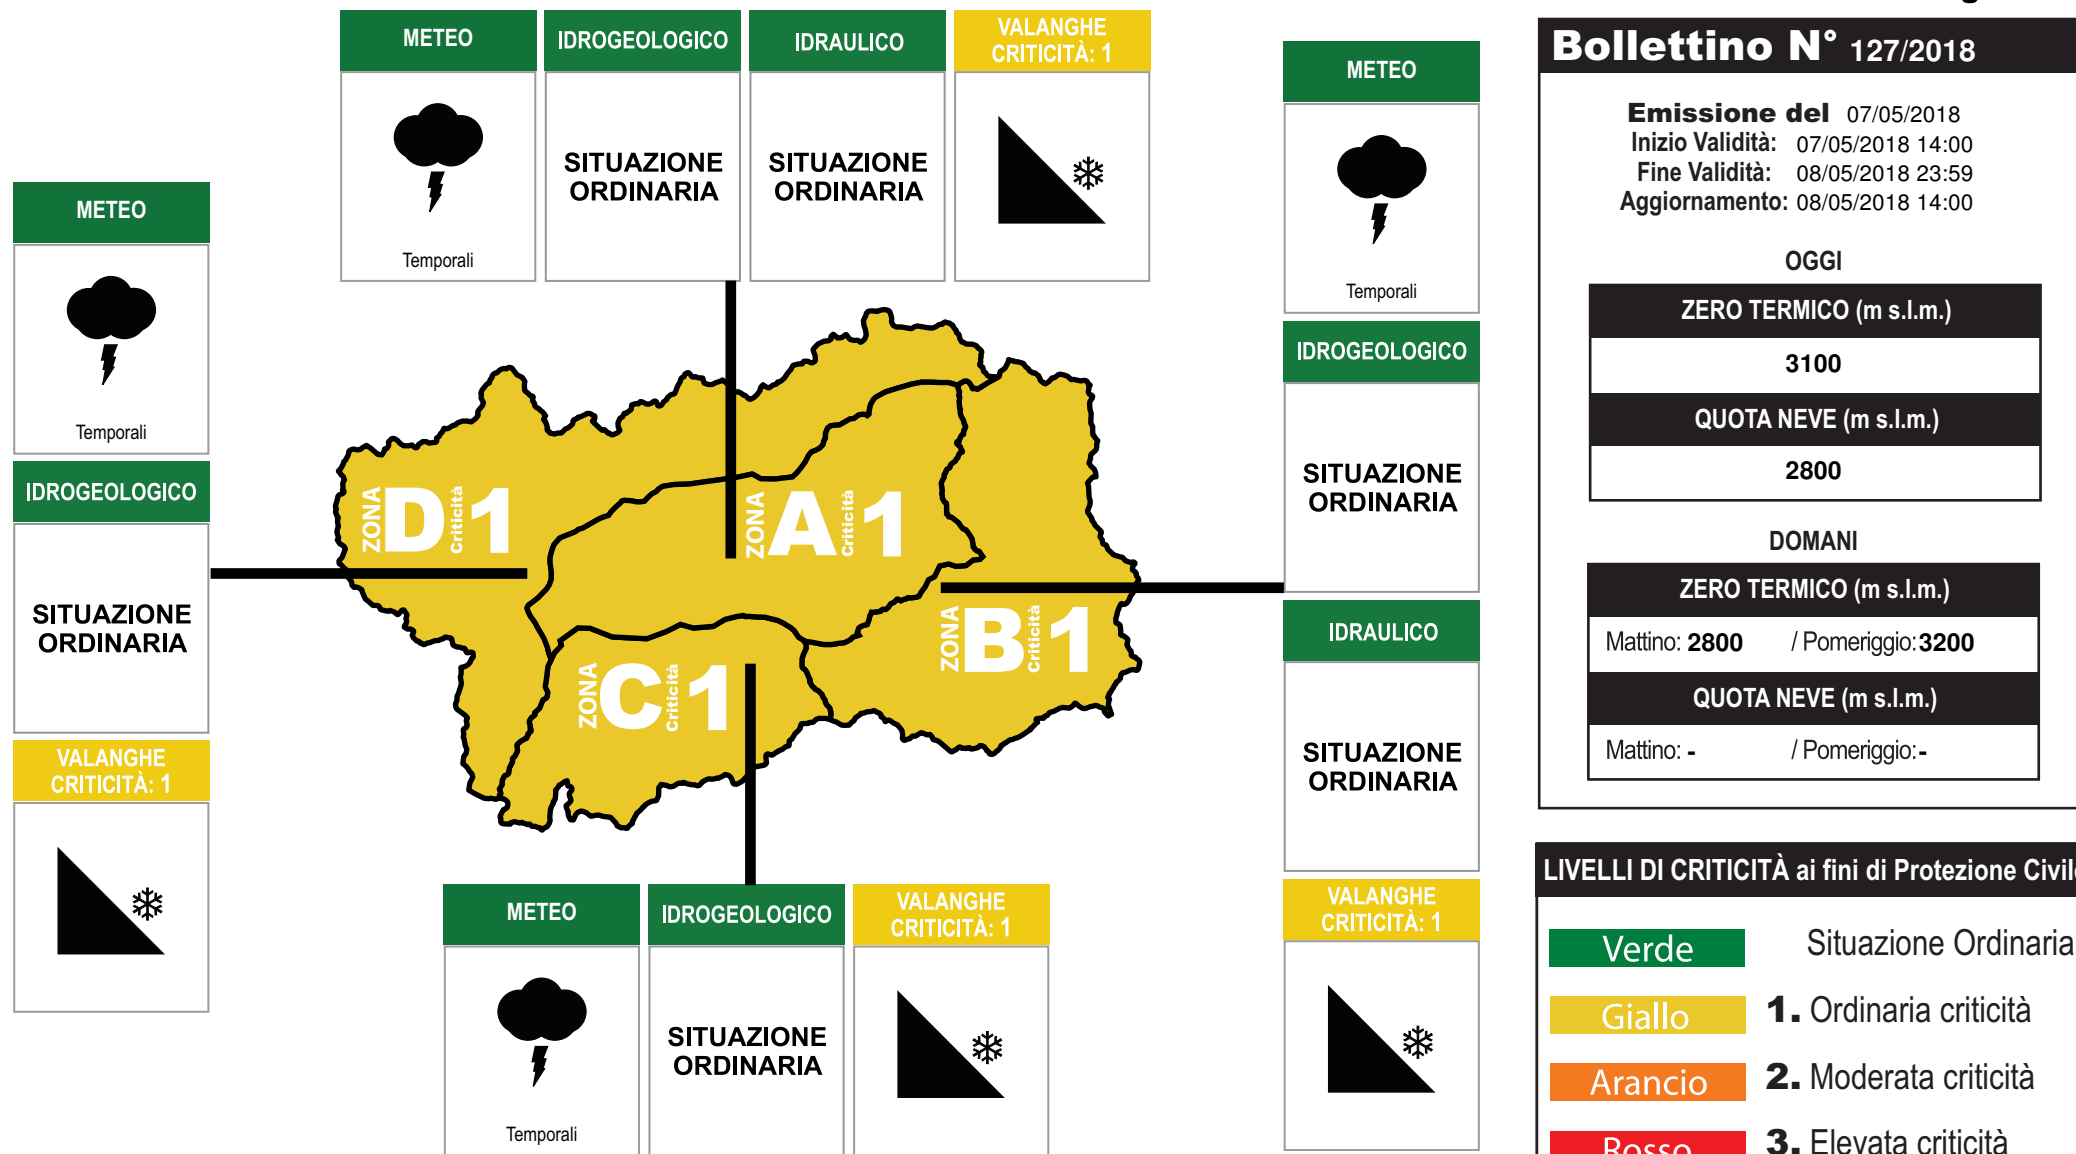 METEO
IDROGEOLOGICO
IDRAULICO
VALANGHE
CRITICITÀ: 1
Temporali
SITUAZIONE
ORDINARIA
SITUAZIONE
ORDINARIA
METEO
Temporali
IDROGEOLOGICO
SITUAZIONE
ORDINARIA
VALANGHE
CRITICITÀ: 1
METEO
Temporali
IDROGEOLOGICO
SITUAZIONE
ORDINARIA
IDRAULICO
SITUAZIONE
ORDINARIA
VALANGHE
CRITICITÀ: 1
ZONA D Criticità 1
ZONA A Criticità 1
ZONA B Criticità 1
ZONA C Criticità 1
METEO
IDROGEOLOGICO
VALANGHE
CRITICITÀ: 1
Temporali
SITUAZIONE
ORDINARIA
Bollettino N° 127/2018
Emissione del 07/05/2018
Inizio Validità: 07/05/2018 14:00
Fine Validità: 08/05/2018 23:59
Aggiornamento: 08/05/2018 14:00
OGGI
ZERO TERMICO (m s.l.m.)
3100
QUOTA NEVE (m s.l.m.)
2800
DOMANI
ZERO TERMICO (m s.l.m.)
Mattino: 2800 / Pomeriggio: 3200
QUOTA NEVE (m s.l.m.)
Mattino: - / Pomeriggio: -
LIVELLI DI CRITICITÀ ai fini di Protezione Civile
Verde Situazione Ordinaria
Giallo 1. Ordinaria criticità
Arancio 2. Moderata criticità
Rosso 3. Elevata criticità